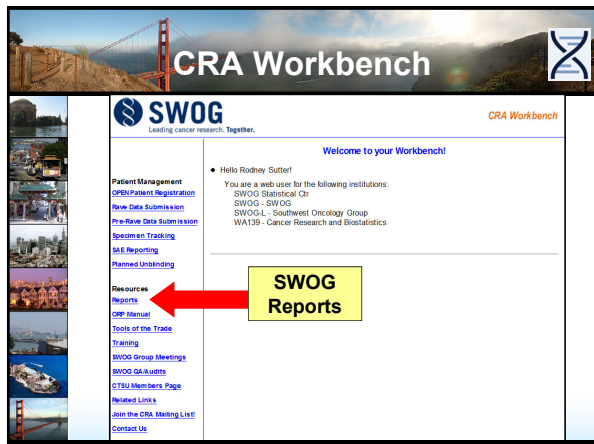 CRA Workbench
SWOG
Leading cancer research. Together.
CRA Workbench
Welcome to your Workbench!
• Hello Rodney Sutter!
You are a web user for the following institutions:
SWOG Statistical Ctr
SWOG - SWOG
SWOG-L - Southwest Oncology Group
WA139 - Cancer Research and Biostatistics
Patient Management
OPEN Patient Registration
Rave Data Submission
Pre-Rave Data Submission
Specimen Tracking
SAE Reporting
Planned Unblinding
Resources
Reports
ORP Manual
Tools of the Trade
Training
SWOG Group Meetings
SWOG QA/Audits
CTSU Members Page
Related Links
Join the CRA Mailing List!
Contact Us
SWOG
Reports